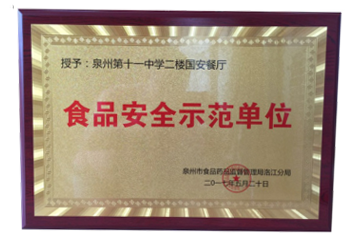 授予：泉州第十一中学二楼国安餐厅
食品安全示范单位
泉州市食品药品监督管理局洛江分局
二〇一七年五月二十日